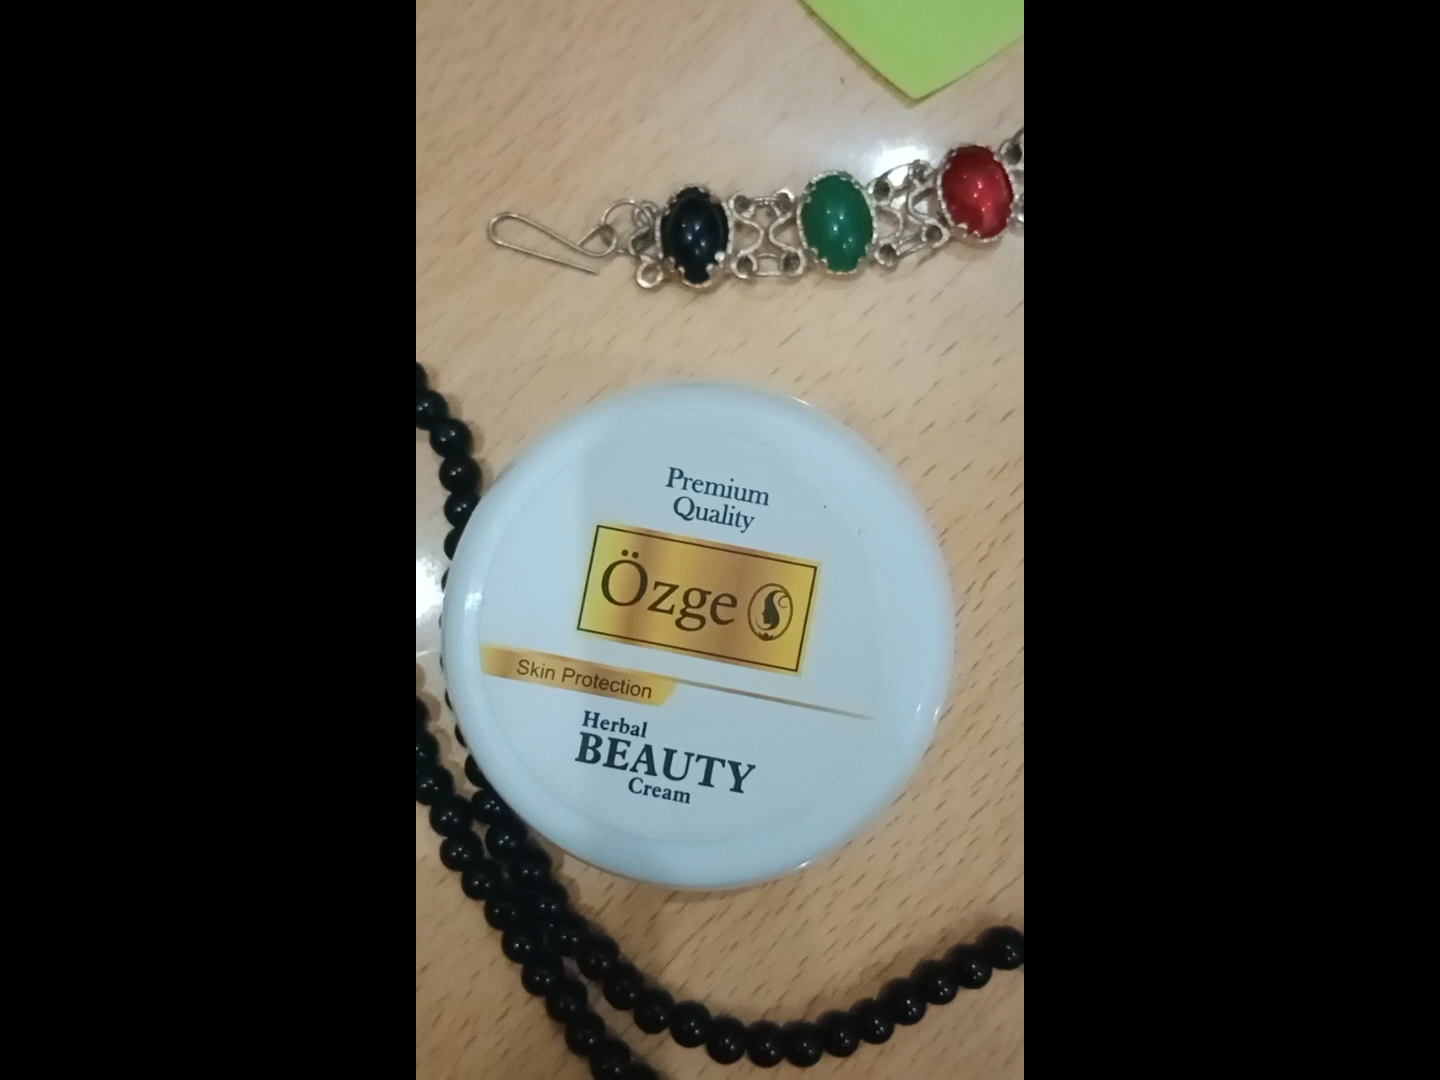 Premium
Quality
Özge
Skin Protection
Herbal
BEAUTY
Cream